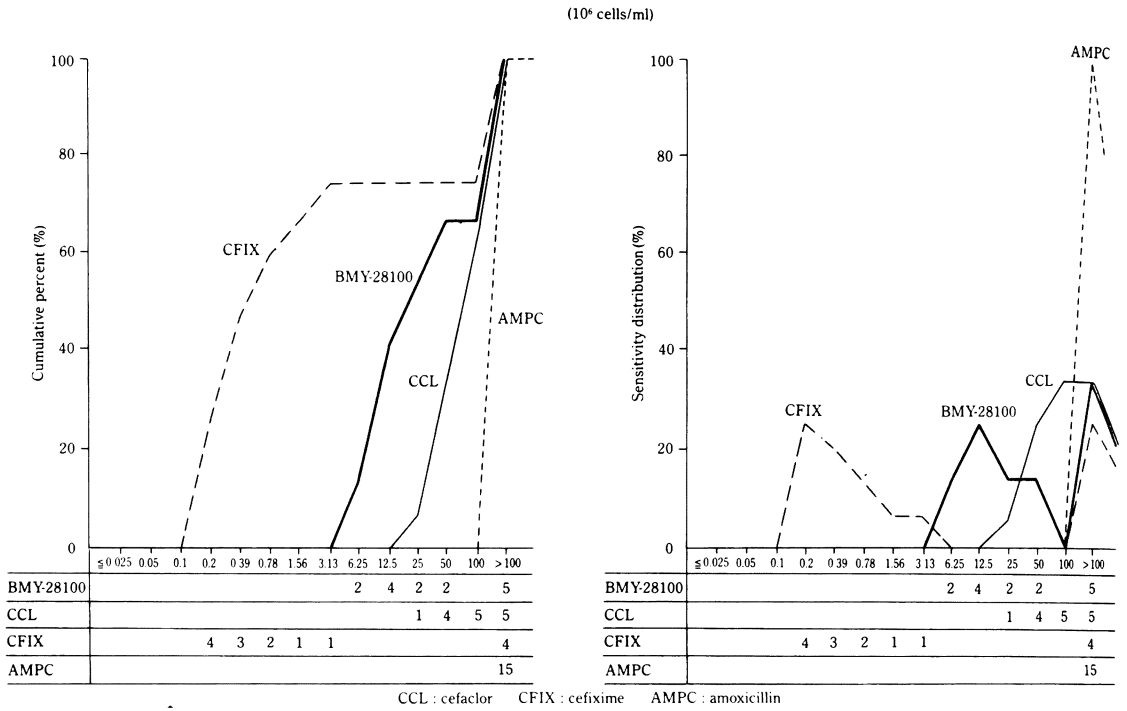 (10⁶ cells/ml)
Cumulative percent (%)
100
80
60
40
20
0
CFIX
BMY-28100
CCL
AMPC
≦ 0 025 0.05 0.1 0.2 0 39 0.78 1 56 3.13 6.25 12.5 25 50 100 > 100
BMY-28100 2 4 2 2 5
CCL 1 4 5 5
CFIX 4 3 2 1 1 4
AMPC 15
Sensitivity distribution (%)
100
80
60
40
20
0
AMPC
CCL
CFIX
BMY-28100
≦ 0.025 0.05 0.1 0.2 0 39 0.78 1.56 3 13 6.25 12.5 25 50 100 > 100
BMY-28100 2 4 2 2 5
CCL 1 4 5 5
CFIX 4 3 2 1 1 4
AMPC 15
CCL : cefaclor CFIX : cefixime AMPC : amoxicillin